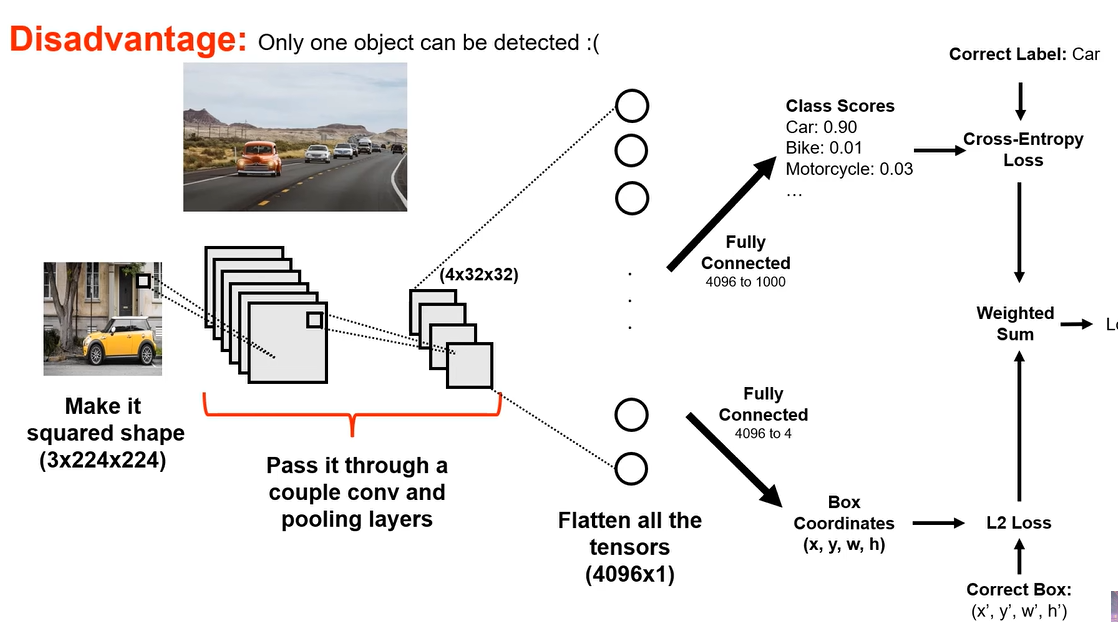 Disadvantage: Only one object can be detected :(
Correct Label: Car
Class Scores
Car: 0.90
Bike: 0.01
Motorcycle: 0.03
...
Cross-Entropy
Loss
(4x32x32)
Fully
Connected
4096 to 1000
Weighted
Sum
Make it
squared shape
(3x224x224)
Pass it through a
couple conv and
pooling layers
Fully
Connected
4096 to 4
Flatten all the
tensors
(4096x1)
Box
Coordinates
(x, y, w, h)
L2 Loss
Correct Box:
(x’, y’, w’, h’)